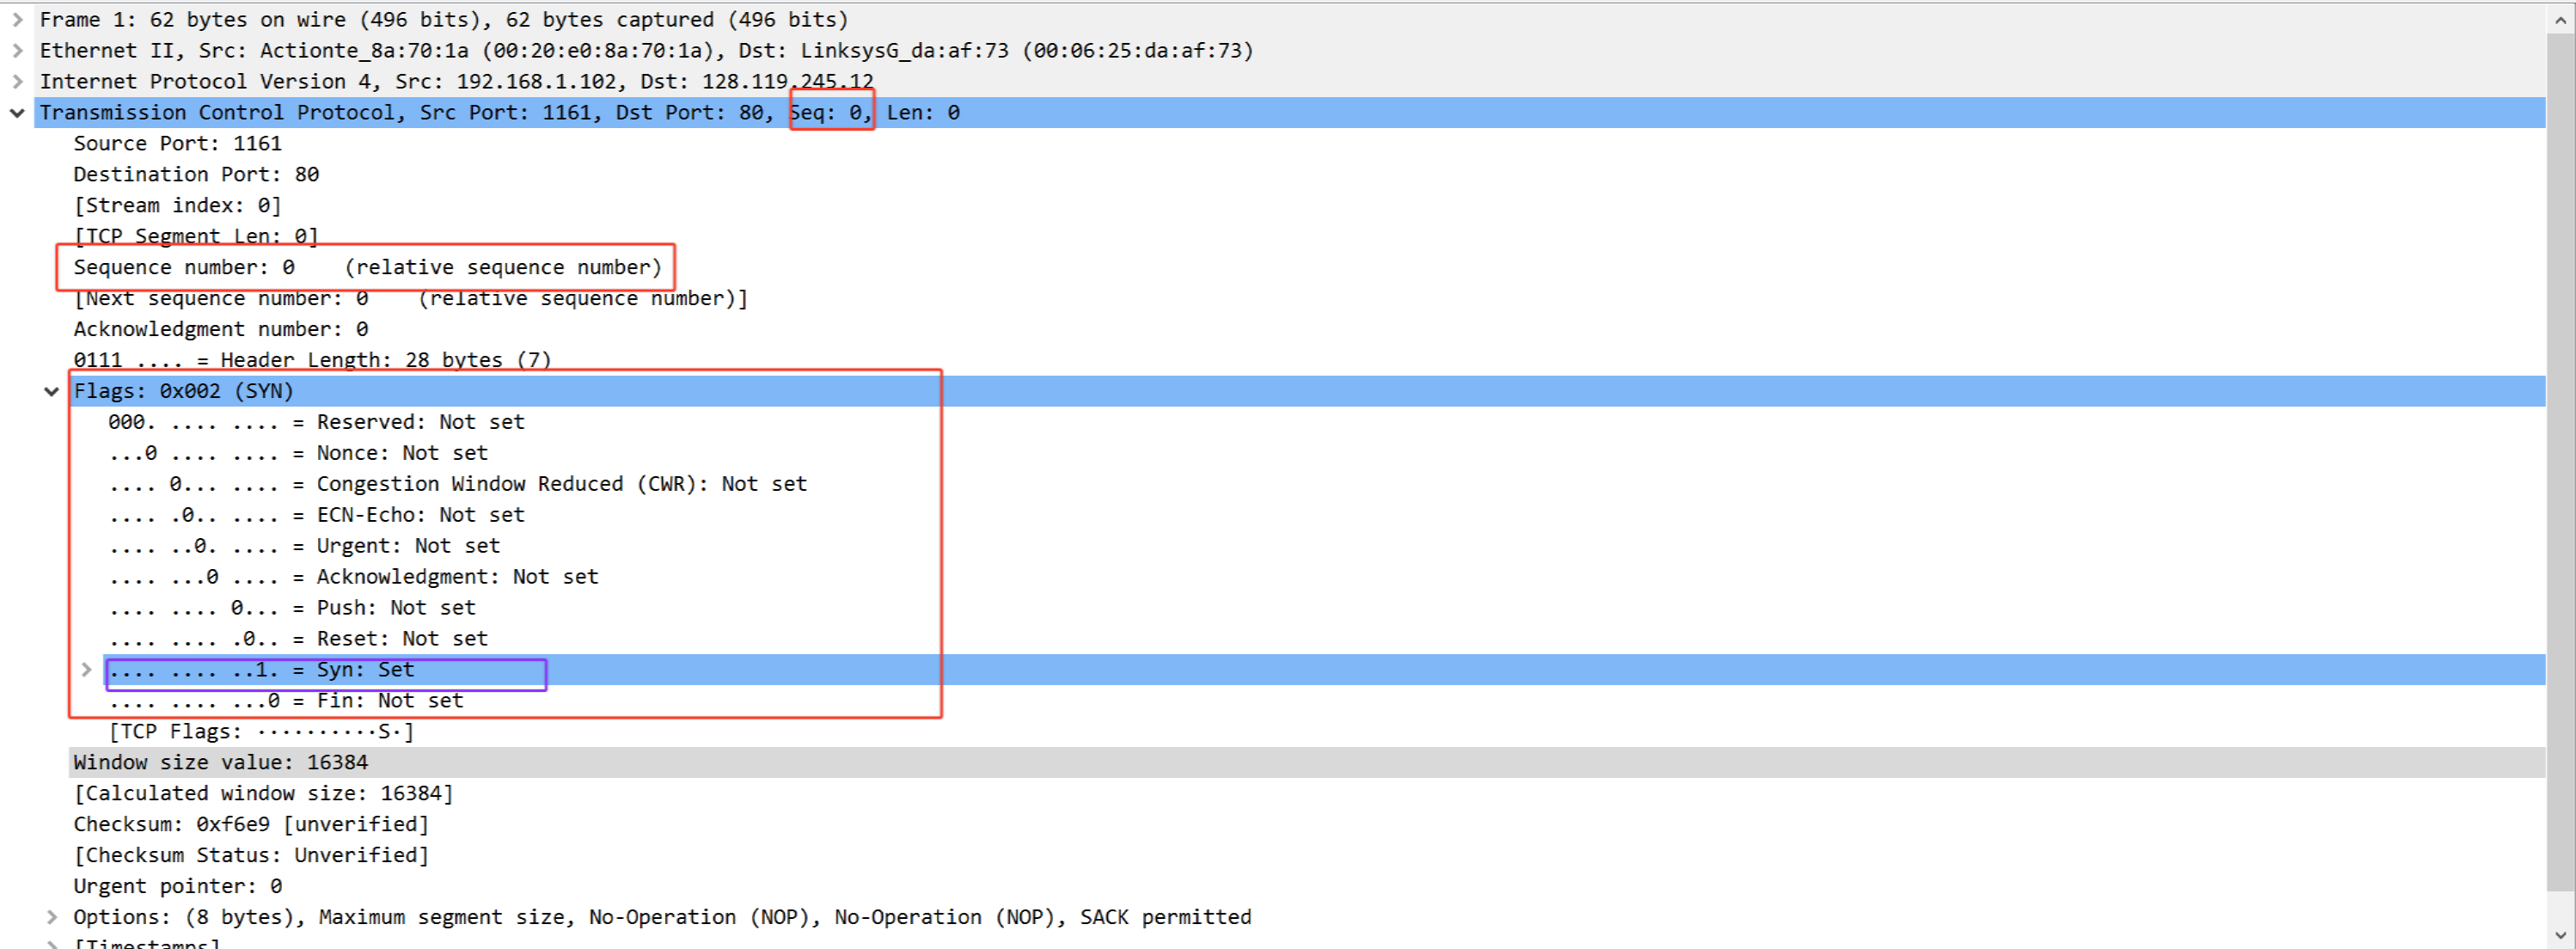 Frame 1: 62 bytes on wire (496 bits), 62 bytes captured (496 bits)
Ethernet II, Src: Actionte_8a:70:1a (00:20:e0:8a:70:1a), Dst: LinksysG_da:af:73 (00:06:25:da:af:73)
Internet Protocol Version 4, Src: 192.168.1.102, Dst: 128.119.245.12
Transmission Control Protocol, Src Port: 1161, Dst Port: 80, Seq: 0, Len: 0
Source Port: 1161
Destination Port: 80
[Stream index: 0]
[TCP Segment Len: 0]
Sequence number: 0    (relative sequence number)
[Next sequence number: 0    (relative sequence number)]
Acknowledgment number: 0
0111 .... = Header Length: 28 bytes (7)
Flags: 0x002 (SYN)
000. .... .... = Reserved: Not set
...0 .... .... = Nonce: Not set
.... 0... .... = Congestion Window Reduced (CWR): Not set
.... .0.. .... = ECN-Echo: Not set
.... ..0. .... = Urgent: Not set
.... ...0 .... = Acknowledgment: Not set
.... .... 0... = Push: Not set
.... .... .0.. = Reset: Not set
.... .... ..1. = Syn: Set
.... .... ...0 = Fin: Not set
[TCP Flags: ··········S·]
Window size value: 16384
[Calculated window size: 16384]
Checksum: 0xf6e9 [unverified]
[Checksum Status: Unverified]
Urgent pointer: 0
Options: (8 bytes), Maximum segment size, No-Operation (NOP), No-Operation (NOP), SACK permitted
[Timestamps]